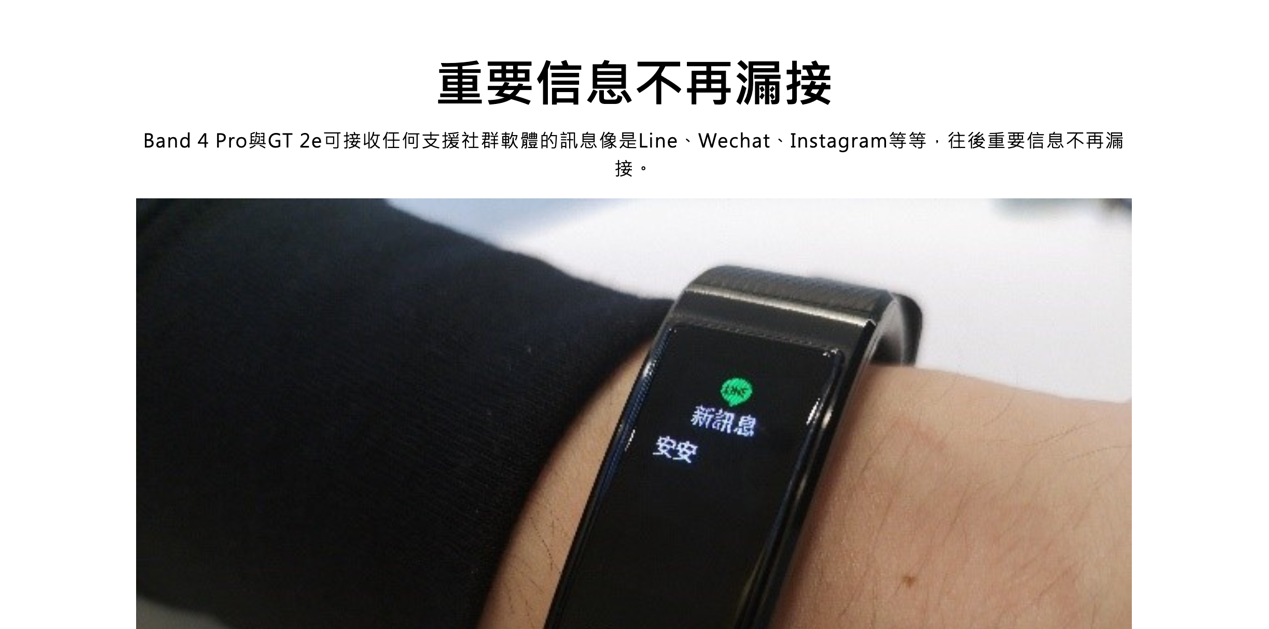 重要信息不再漏接
Band 4 Pro與GT 2e可接收任何支援社群軟體的訊息像是Line、Wechat、Instagram等等，往後重要信息不再漏
接。
新訊息
安安